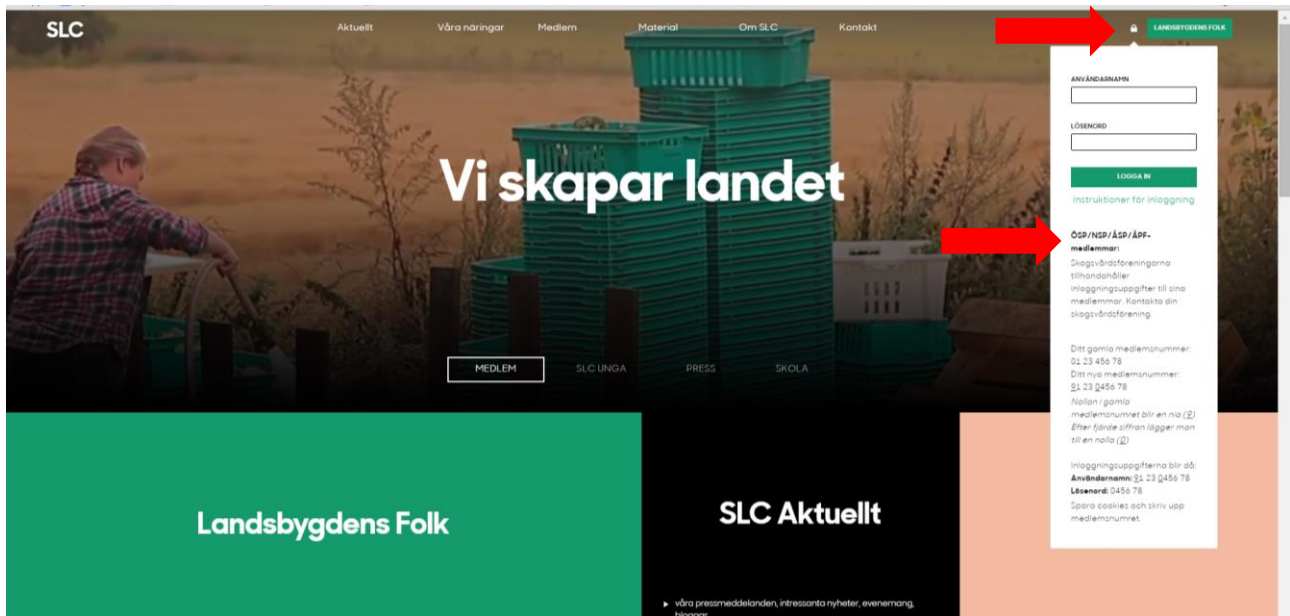 SLC
Aktuellt
Våra näringar
Medlem
Material
Om SLC
Kontakt
LANDSBYGDENS FOLK
ANVÄNDARNAMN
LÖSENORD
LOGGA IN
Instruktioner för inloggning
Vi skapar landet
ÖSP/NSP/ÅSP/ÅPF-
medlemmar:
Skogsvårdsföreningarna
tillhandahåller
inloggningsuppgifter till sina
medlemmar. Kontakta din
skogsvårdsförening.
Ditt gamla medlemsnummer:
01 23 456 78
Ditt nya medlemsnummer:
91 23 0456 78
Nollan i gamla
medlemsnumret blir en nia (9)
Efter fjärde siffran lägger man
till en nolla (0)
Inloggningsuppgifterna blir då:
Användarnamn: 91 23 0456 78
Lösenord: 0456 78
Spara cookies och skriv upp
medlemsnumret.
MEDLEM
SLC UNGA
PRESS
SKOLA
Landsbygdens Folk
SLC Aktuellt
våra pressmeddelanden, intressanta nyheter, evenemang,
bloggar